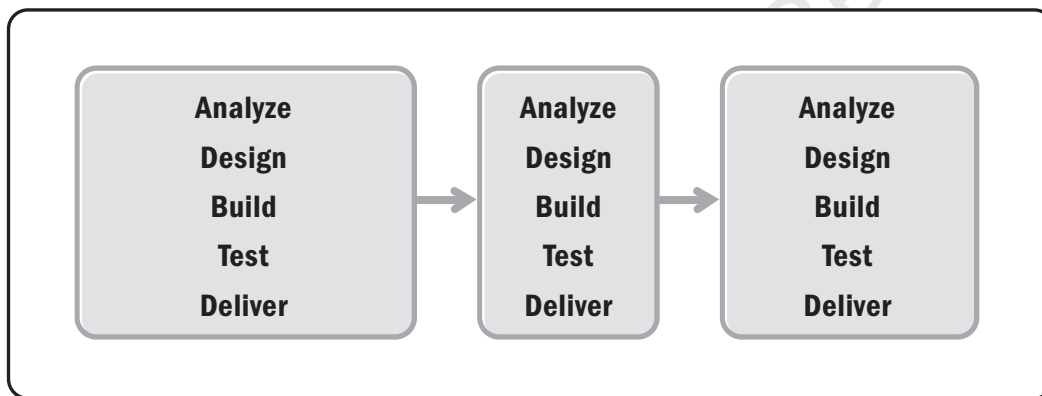 Analyze
Design
Build
Test
Deliver
Analyze
Design
Build
Test
Deliver
Analyze
Design
Build
Test
Deliver